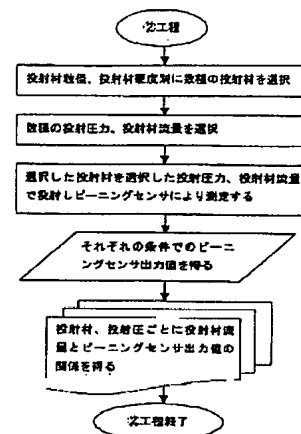 ②工程
投射材粒径、投射材硬度別に数種の投射材を選択
数種の投射圧力、投射材流量を選択
選択した投射材を選択した投射圧力、投射材流量
で投射しピーニングセンサにより測定する
それぞれの条件でのピーニ
ングセンサ出力値を得る
投射材、投射圧ごとに投射材流
量とピーニングセンサ出力値の
関係を得る
②工程終了